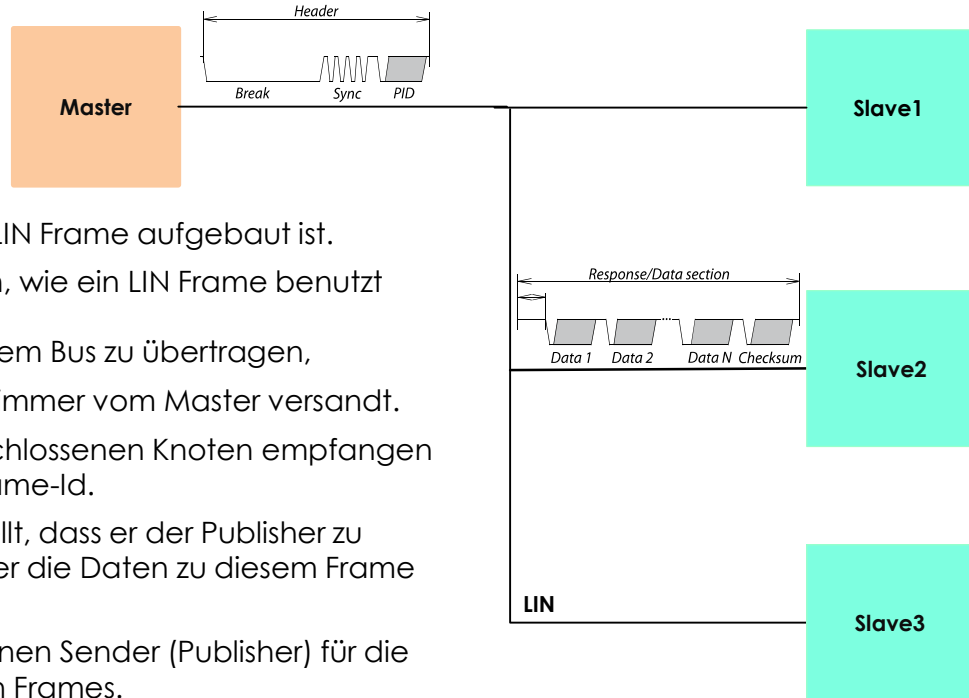 Header
Break Sync PID
Master
Slave1
LIN Frame aufgebaut ist.
, wie ein LIN Frame benutzt
em Bus zu übertragen,
immer vom Master versandt.
chlossenen Knoten empfangen
ame-Id.
llt, dass er der Publisher zu
er die Daten zu diesem Frame
nen Sender (Publisher) für die
n Frames.
Response/Data section
Data 1 Data 2 Data N Checksum
Slave2
LIN
Slave3